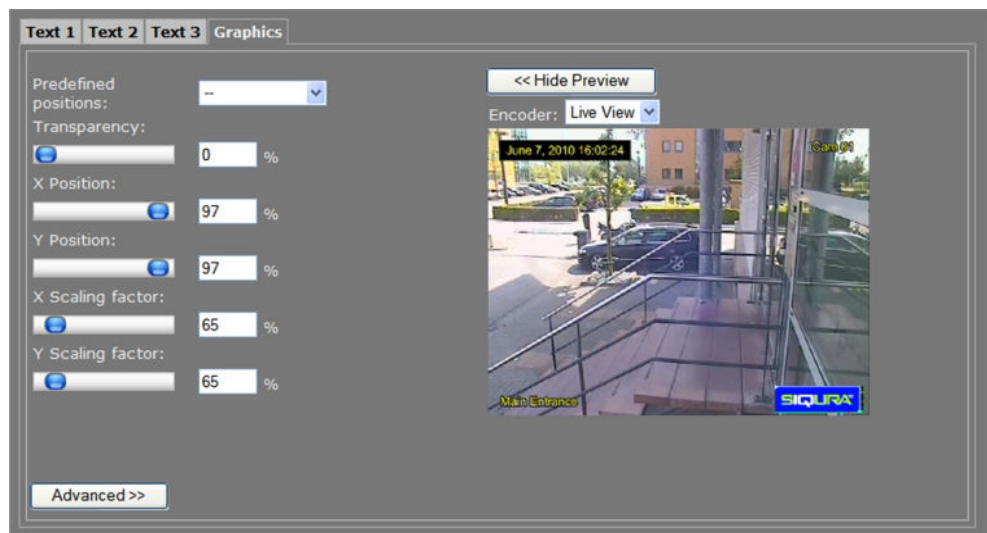 Text 1 Text 2 Text 3 Graphics
Predefined
positions:
--
<< Hide Preview
Encoder: Live View
Transparency:
0 %
X Position:
97 %
Y Position:
97 %
X Scaling factor:
65 %
Y Scaling factor:
65 %
June 7, 2010 16:02:24
Cam 01
Main Entrance
SIQURA
Advanced >>